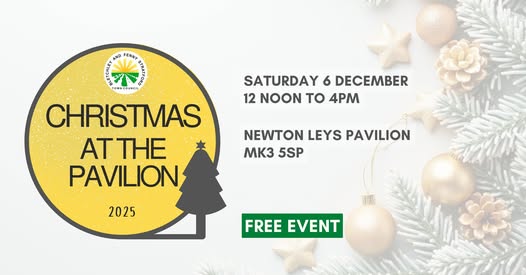 BLETCHLEY AND FENNY STRATFORD
TOWN COUNCIL
CHRISTMAS
AT THE
PAVILION
2025
SATURDAY 6 DECEMBER
12 NOON TO 4PM
NEWTON LEYS PAVILION
MK3 5SP
FREE EVENT